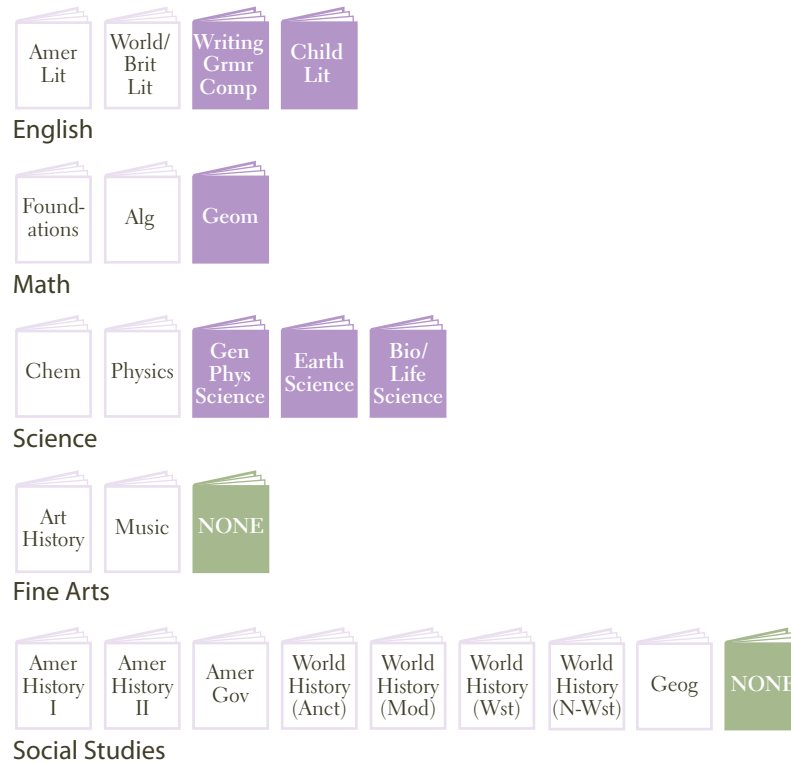 Amer
Lit
World/
Brit
Lit
Writing
Grmr
Comp
Child
Lit
English
Found-
ations
Alg
Geom
Math
Chem
Physics
Gen
Phys
Science
Earth
Science
Bio/
Life
Science
Science
Art
History
Music
NONE
Fine Arts
Amer
History
I
Amer
History
II
Amer
Gov
World
History
(Anct)
World
History
(Mod)
World
History
(Wst)
World
History
(N-Wst)
Geog
NONE
Social Studies